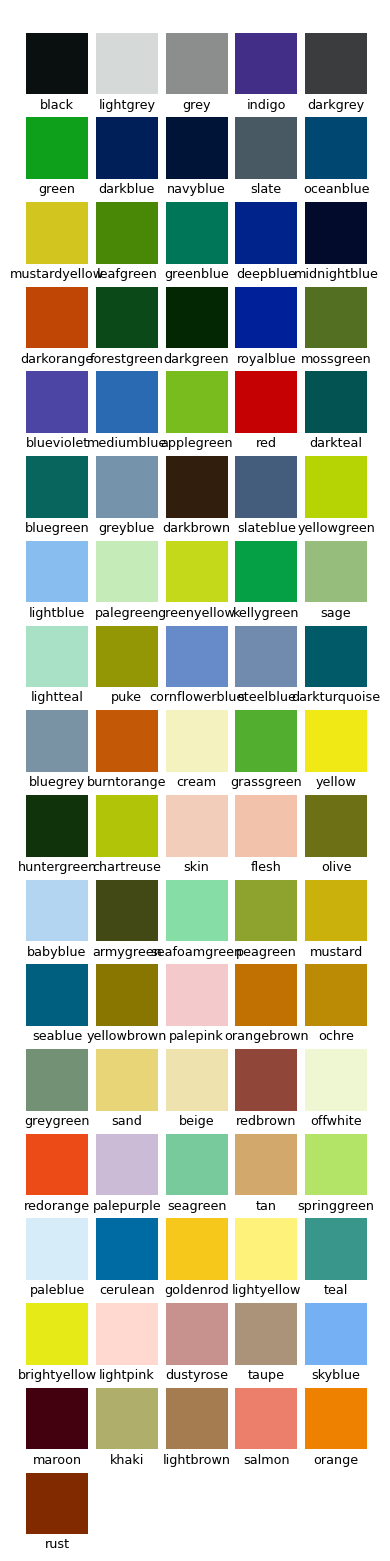 black lightgrey grey indigo darkgrey
green darkblue navyblue slate oceanblue
mustardyellow leafgreen greenblue deepblue midnightblue
darkorange forestgreen darkgreen royalblue mossgreen
blueviolet mediumblue applegreen red darkteal
bluegreen greyblue darkbrown slateblue yellowgreen
lightblue palegreen greenyellow kellygreen sage
lightteal puke cornflowerblue steelblue darkturquoise
bluegrey burntorange cream grassgreen yellow
huntergreen chartreuse skin flesh olive
babyblue armygreen seafoamgreen peagreen mustard
seablue yellowbrown palepink orangebrown ochre
greygreen sand beige redbrown offwhite
redorange palepurple seagreen tan springgreen
paleblue cerulean goldenrod lightyellow teal
brightyellow lightpink dustyrose taupe skyblue
maroon khaki lightbrown salmon orange
rust